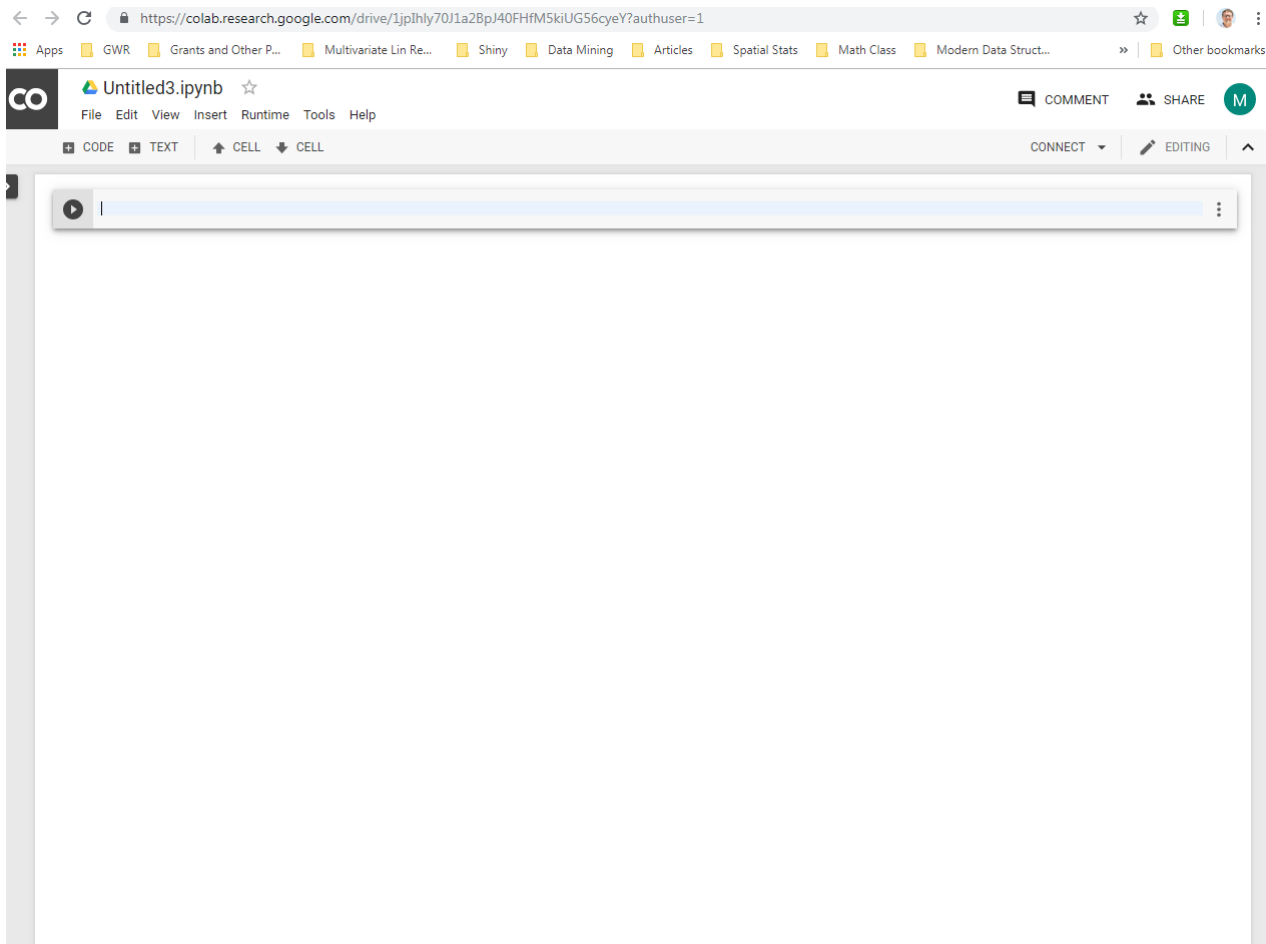 https://colab.research.google.com/drive/1jpIhly70J1a2BpJ40FHfM5kiUG56cyeY?authuser=1
Apps GWR Grants and Other P... Multivariate Lin Re... Shiny Data Mining Articles Spatial Stats Math Class Modern Data Struct... » Other bookmarks
CO Untitled3.ipynb
File Edit View Insert Runtime Tools Help
COMMENT SHARE M
CODE TEXT CELL CELL CONNECT EDITING